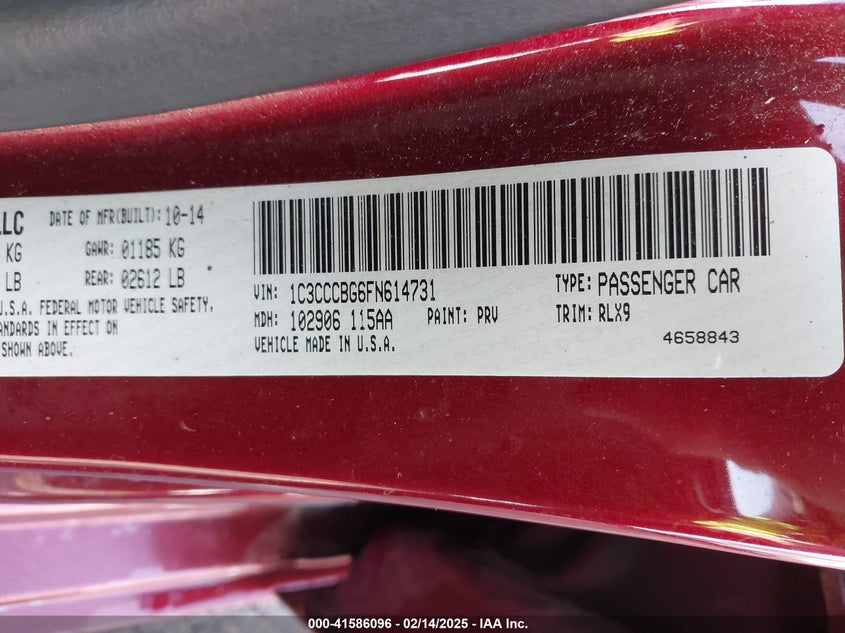 LLC DATE OF MFR(BUILT): 10-14
KG GAWR: 01185 KG
LB REAR: 02612 LB
U.S.A. FEDERAL MOTOR VEHICLE SAFETY,
STANDARDS IN EFFECT ON
SHOWN ABOVE.
VIN: 1C3CCCBG6FN614731 TYPE: PASSENGER CAR
MDH: 102906 115AA PAINT: PRV TRIM: RLX9
VEHICLE MADE IN U.S.A. 4658843
000-41586096 - 02/14/2025 - IAA Inc.